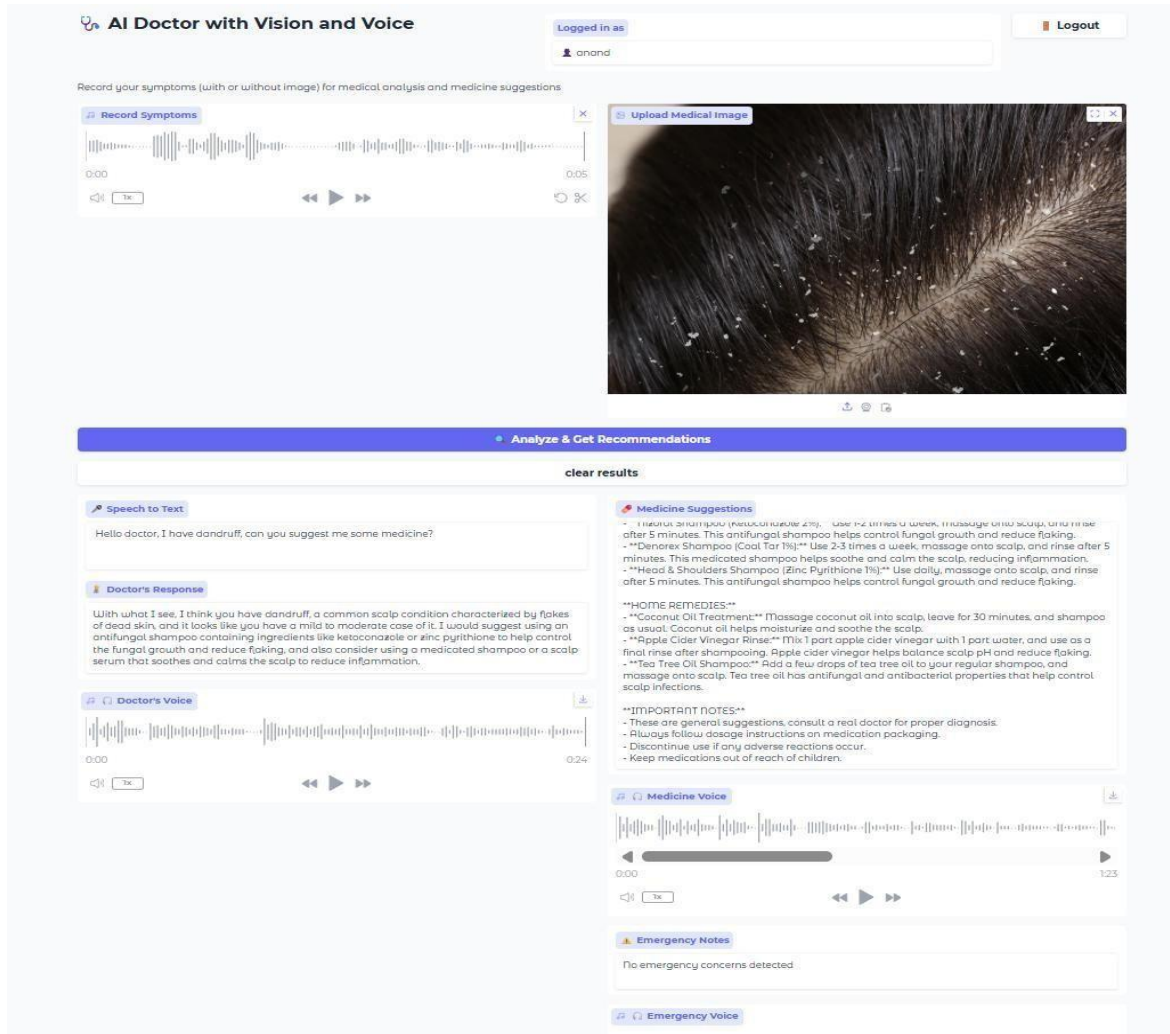 AI Doctor with Vision and Voice
Logged in as
anand
Logout
Record your symptoms (with or without image) for medical analysis and medicine suggestions
Record Symptoms
0:00
0:05
1x
Upload Medical Image
Analyze & Get Recommendations
clear results
Speech to Text
Hello doctor, I have dandruff, can you suggest me some medicine?
Doctor's Response
With what I see, I think you have dandruff, a common scalp condition characterized by flakes
of dead skin, and it looks like you have a mild to moderate case of it. I would suggest using an
antifungal shampoo containing ingredients like ketoconazole or zinc pyrithione to help control
the fungal growth and reduce flaking, and also consider using a medicated shampoo or a scalp
serum that soothes and calms the scalp to reduce inflammation.
Doctor's Voice
0:00
0:24
1x
Medicine Suggestions
- **Nizoral Shampoo (Ketoconazole 2%):** Use 1-2 times a week, massage onto scalp, and rinse
after 5 minutes. This antifungal shampoo helps control fungal growth and reduce flaking.
- **Denorex Shampoo (Coal Tar 1%):** Use 2-3 times a week, massage onto scalp, and rinse after 5
minutes. This medicated shampoo helps soothe and calm the scalp, reducing inflammation.
- **Head & Shoulders Shampoo (Zinc Pyrithione 1%):** Use daily, massage onto scalp, and rinse
after 5 minutes. This antifungal shampoo helps control fungal growth and reduce flaking.
**HOME REMEDIES:**
- **Coconut Oil Treatment:** Massage coconut oil into scalp, leave for 30 minutes, and shampoo
as usual. Coconut oil helps moisturize and soothe the scalp.
- **Apple Cider Vinegar Rinse:** Mix 1 part apple cider vinegar with 1 part water, and use as a
final rinse after shampooing. Apple cider vinegar helps balance scalp pH and reduce flaking.
- **Tea Tree Oil Shampoo:** Add a few drops of tea tree oil to your regular shampoo, and
massage onto scalp. Tea tree oil has antifungal and antibacterial properties that help control
scalp infections.
**IMPORTANT NOTES:**
- These are general suggestions, consult a real doctor for proper diagnosis.
- Always follow dosage instructions on medication packaging.
- Discontinue use if any adverse reactions occur.
- Keep medications out of reach of children.
Medicine Voice
0:00
1:23
1x
Emergency Notes
No emergency concerns detected
Emergency Voice